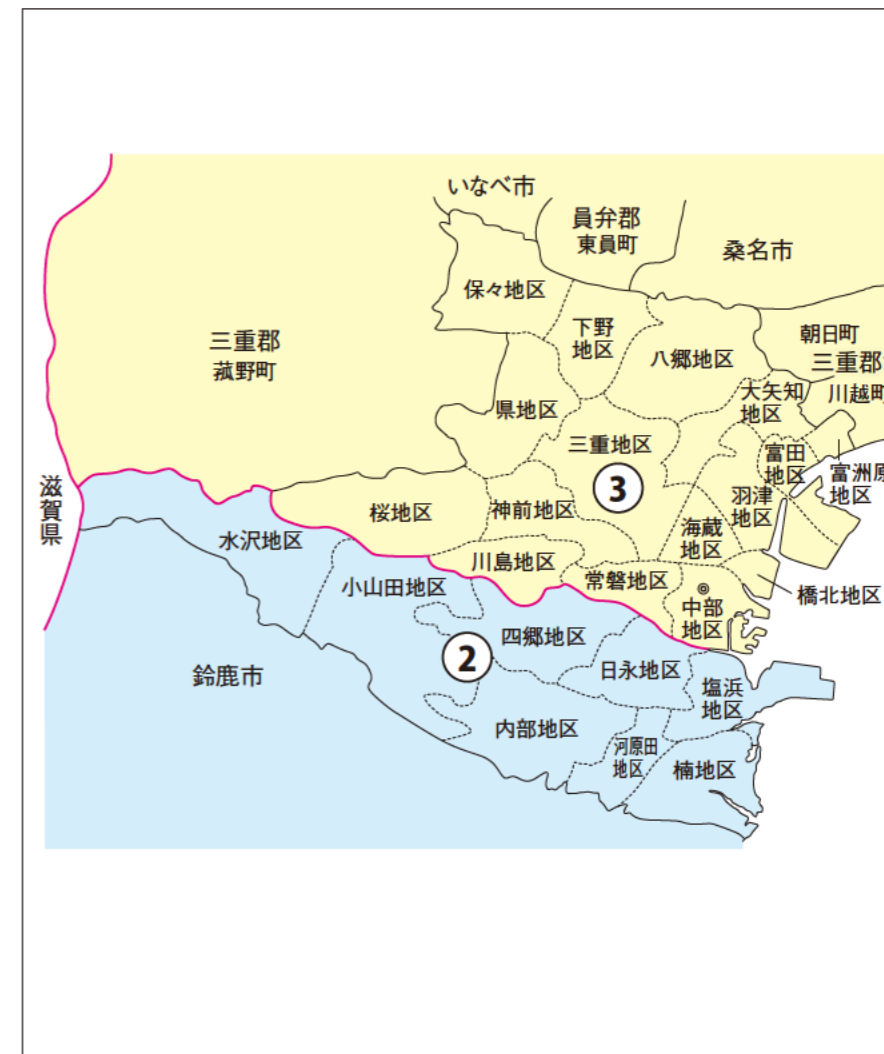 いなべ市
員弁郡
東員町
桑名市
保々地区
下野
地区
八郷地区
朝日町
三重郡
川越町
三重郡
菰野町
大矢知
地区
県地区
三重地区
富田
地区
富洲原
地区
3
滋賀県
桜地区
神前地区
羽津
地区
海蔵
地区
水沢地区
川島地区
常磐地区
橋北地区
小山田地区
中部
地区
四郷地区
2
日永地区
鈴鹿市
塩浜
地区
内部地区
河原田
地区
楠地区